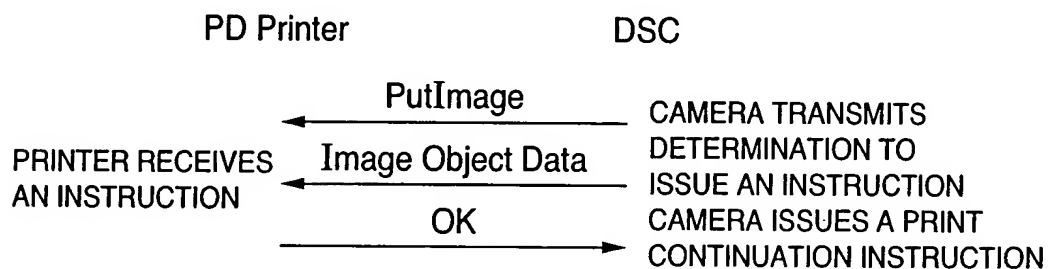 PD Printer DSC
PutImage
CAMERA TRANSMITS
DETERMINATION TO
ISSUE AN INSTRUCTION
PRINTER RECEIVES
AN INSTRUCTION
Image Object Data
OK
CAMERA ISSUES A PRINT
CONTINUATION INSTRUCTION